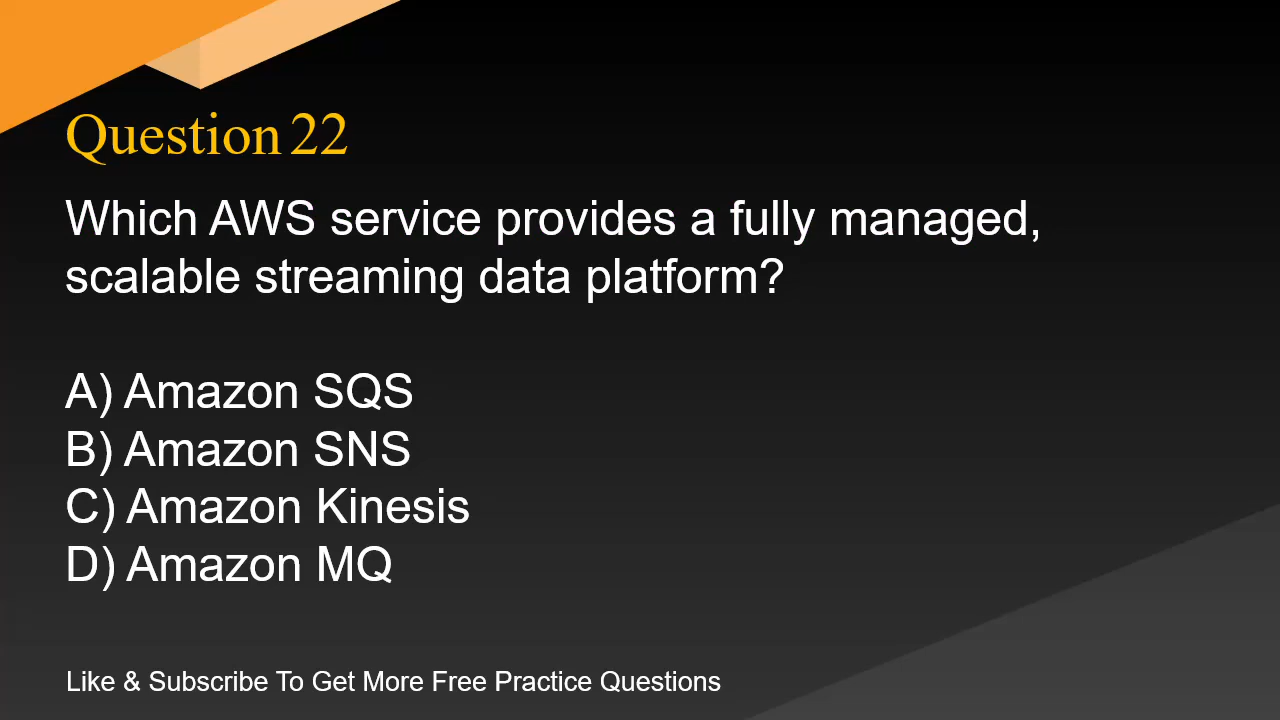 Question 22
Which AWS service provides a fully managed,
scalable streaming data platform?
A) Amazon SQS
B) Amazon SNS
C) Amazon Kinesis
D) Amazon MQ
Like & Subscribe To Get More Free Practice Questions